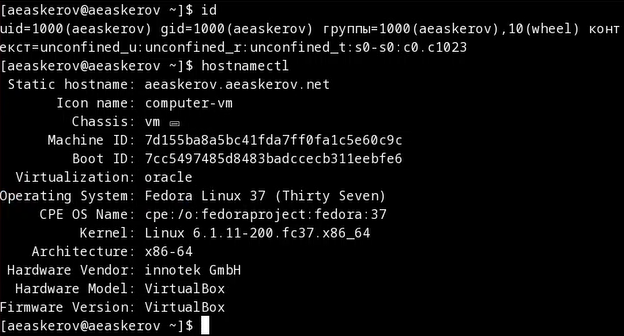 [aeaskerov@aeaskerov ~]$ id
uid=1000(aeaskerov) gid=1000(aeaskerov) группы=1000(aeaskerov),10(wheel) конт
екст=unconfined_u:unconfined_r:unconfined_t:s0-s0:c0.c1023
[aeaskerov@aeaskerov ~]$ hostnamectl
Static hostname: aeaskerov.aeaskerov.net
Icon name: computer-vm
Chassis: vm 🖴
Machine ID: 7d155ba8a5bc41fda7ff0fa1c5e60c9c
Boot ID: 7cc5497485d8483badccecb311eebfe6
Virtualization: oracle
Operating System: Fedora Linux 37 (Thirty Seven)
CPE OS Name: cpe:/o:fedoraproject:fedora:37
Kernel: Linux 6.1.11-200.fc37.x86_64
Architecture: x86-64
Hardware Vendor: innotek GmbH
Hardware Model: VirtualBox
Firmware Version: VirtualBox
[aeaskerov@aeaskerov ~]$